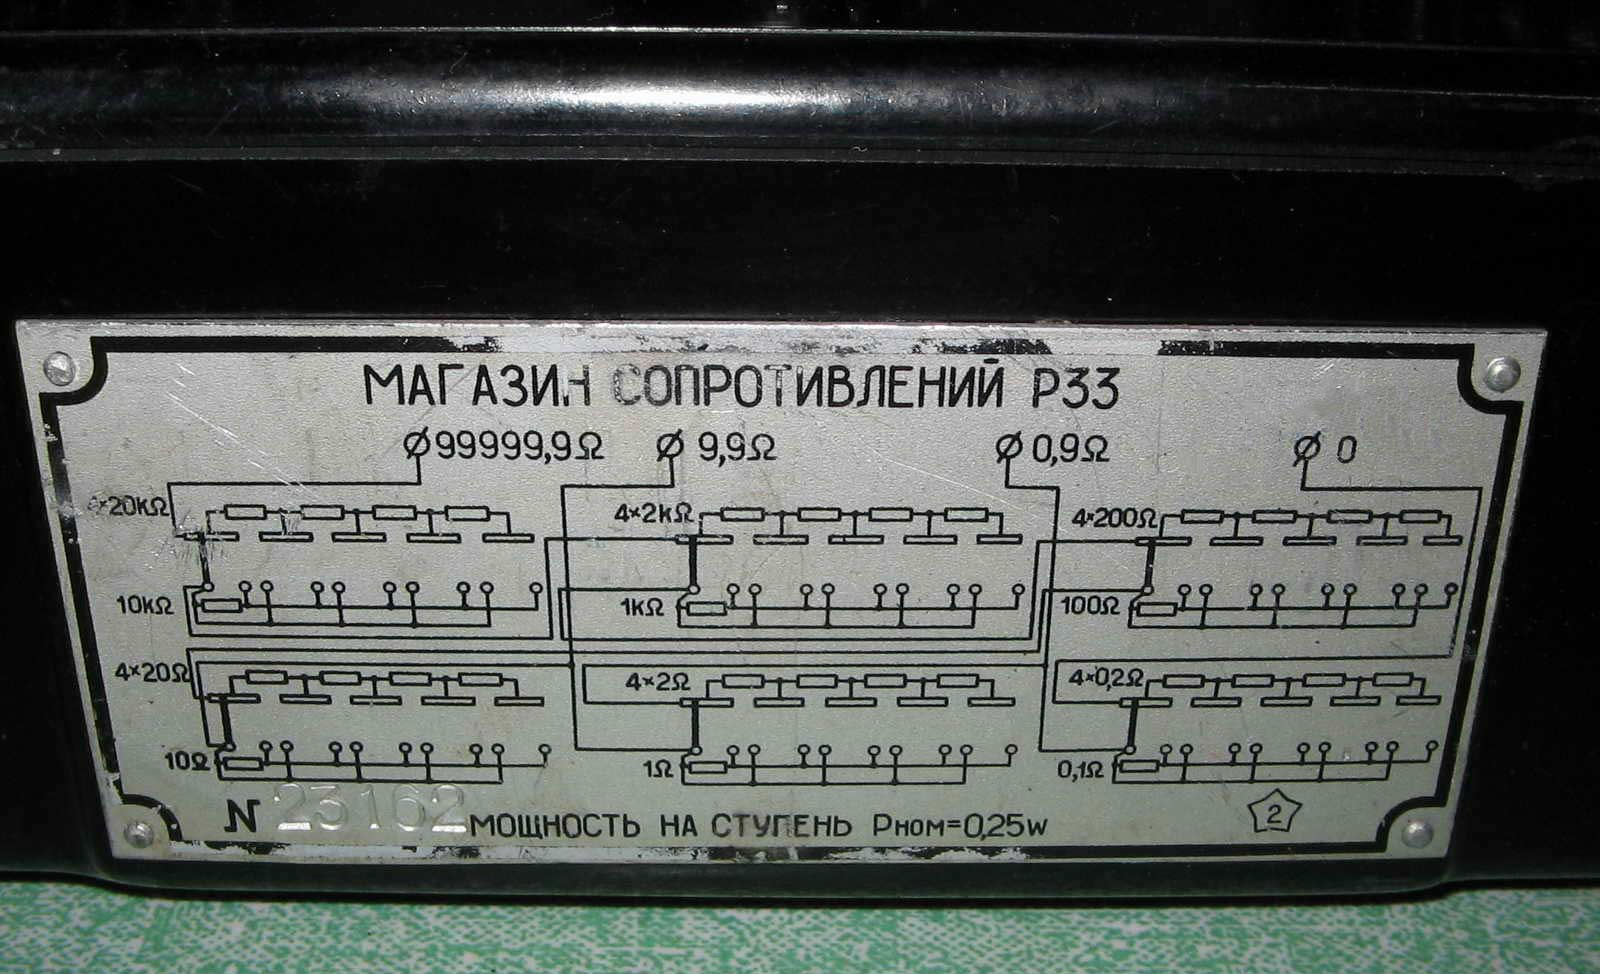 МАГАЗИН СОПРОТИВЛЕНИЙ Р33
99999,9Ω 9,9Ω 0,9Ω 0
4×20kΩ 4×2kΩ 4×200Ω
10kΩ 1kΩ 100Ω
4×20Ω 4×2Ω 4×0,2Ω
10Ω 1Ω 0,1Ω
N 23162 МОЩНОСТЬ НА СТУПЕНЬ Рном=0,25w 2